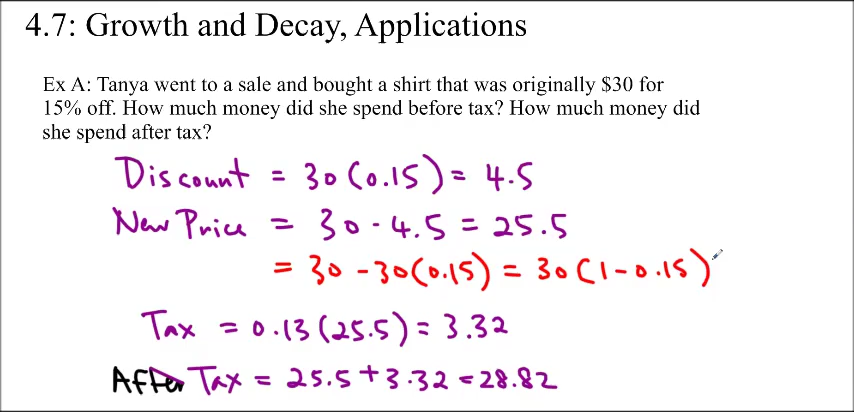 4.7: Growth and Decay, Applications
Ex A: Tanya went to a sale and bought a shirt that was originally $30 for
15% off. How much money did she spend before tax? How much money did
she spend after tax?
Discount = 30(0.15) = 4.5
New Price = 30 - 4.5 = 25.5
= 30 - 30(0.15) = 30(1-0.15)
Tax = 0.13(25.5) = 3.32
After Tax = 25.5 + 3.32 = 28.82